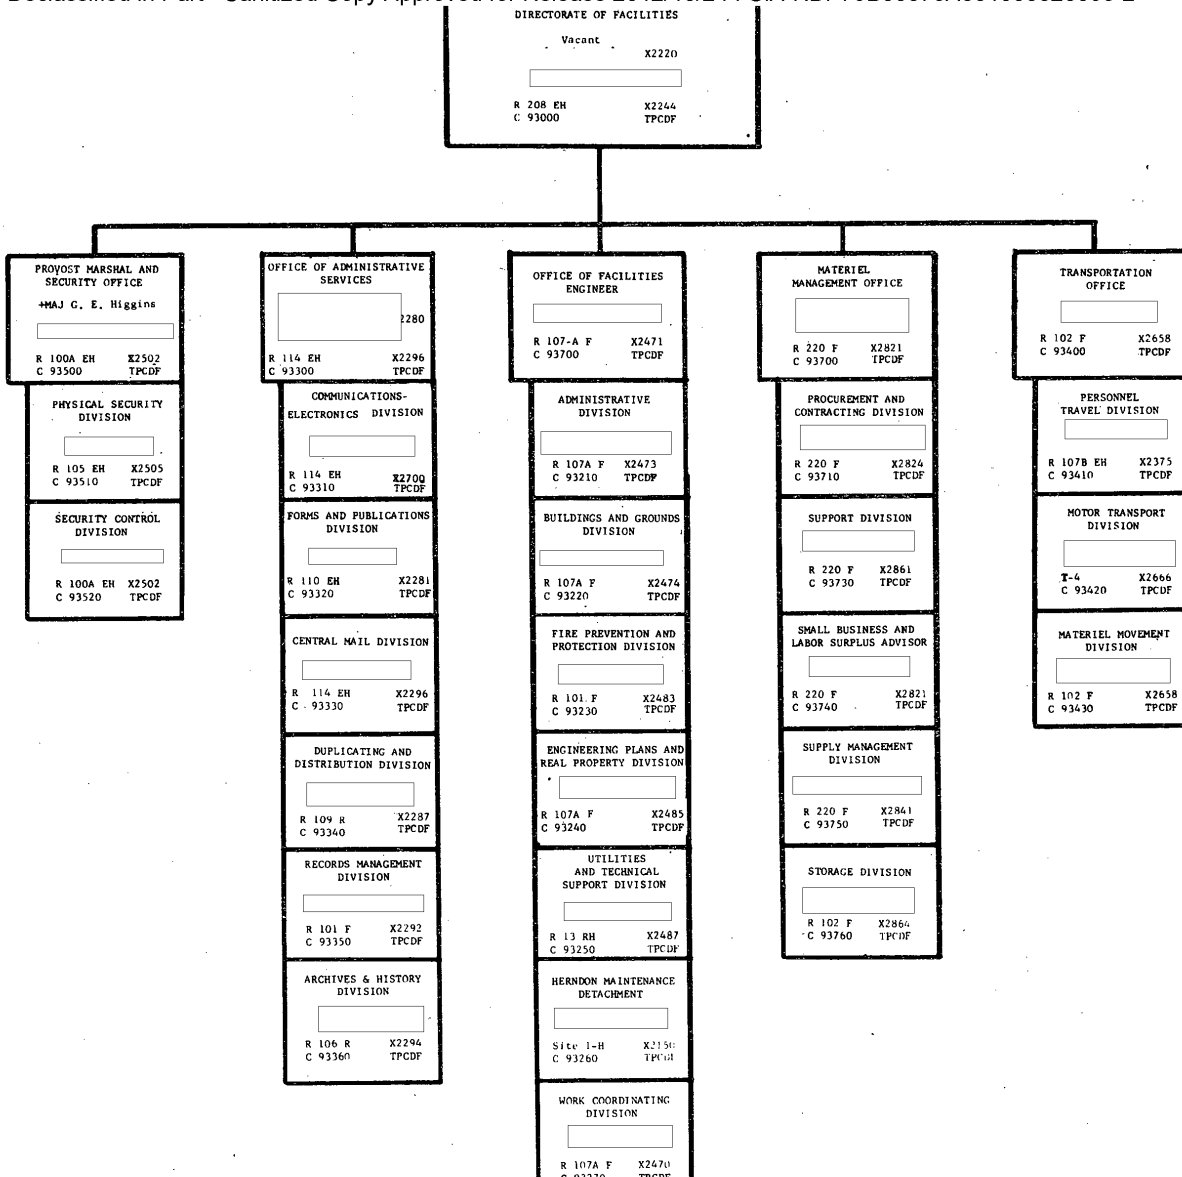 DIRECTORATE OF FACILITIES
Vacant
X2220
R 208 EH X2244
C 93000 TPCDF
PROVOST MARSHAL AND
SECURITY OFFICE
+MAJ G. E. Higgins
R 100A EH X2502
C 93500 TPCDF
PHYSICAL SECURITY
DIVISION
R 105 EH X2505
C 93510 TPCDF
SECURITY CONTROL
DIVISION
R 100A EH X2502
C 93520 TPCDF
OFFICE OF ADMINISTRATIVE
SERVICES
2280
R 114 EH X2296
C 93300 TPCDF
COMMUNICATIONS-
ELECTRONICS DIVISION
R 114 EH X2700
C 93310 TPCDF
FORMS AND PUBLICATIONS
DIVISION
R 110 EH X2281
C 93320 TPCDF
CENTRAL MAIL DIVISION
R 114 EH X2296
C 93330 TPCDF
DUPLICATING AND
DISTRIBUTION DIVISION
R 109 R X2287
C 93340 TPCDF
RECORDS MANAGEMENT
DIVISION
R 101 F X2292
C 93350 TPCDF
ARCHIVES & HISTORY
DIVISION
R 106 R X2294
C 93360 TPCDF
OFFICE OF FACILITIES
ENGINEER
R 107-A F X2471
C 93700 TPCDF
ADMINISTRATIVE
DIVISION
R 107A F X2473
C 93210 TPCDF
BUILDINGS AND GROUNDS
DIVISION
R 107A F X2474
C 93220 TPCDF
FIRE PREVENTION AND
PROTECTION DIVISION
R 101 F X2483
C 93230 TPCDF
ENGINEERING PLANS AND
REAL PROPERTY DIVISION
R 107A F X2485
C 93240 TPCDF
UTILITIES
AND TECHNICAL
SUPPORT DIVISION
R 13 RH X2487
C 93250 TPCDF
HERNDON MAINTENANCE
DETACHMENT
Site I-H
C 93260
WORK COORDINATING
DIVISION
R 107A F X2470
MATERIEL
MANAGEMENT OFFICE
R 220 F X2821
C 93700 TPCDF
PROCUREMENT AND
CONTRACTING DIVISION
R 220 F X2824
C 93710 TPCDF
SUPPORT DIVISION
R 220 F X2861
C 93730 TPCDF
SMALL BUSINESS AND
LABOR SURPLUS ADVISOR
R 220 F X2821
C 93740 TPCDF
SUPPLY MANAGEMENT
DIVISION
R 220 F X2841
C 93750 TPCDF
STORAGE DIVISION
R 102 F X2864
C 93760 TPCDF
TRANSPORTATION
OFFICE
R 102 F X2658
C 93400 TPCDF
PERSONNEL
TRAVEL DIVISION
R 107B EH X2375
C 93410 TPCDF
MOTOR TRANSPORT
DIVISION
T-4 X2666
C 93420 TPCDF
MATERIEL MOVEMENT
DIVISION
R 102 F X2658
C 93430 TPCDF